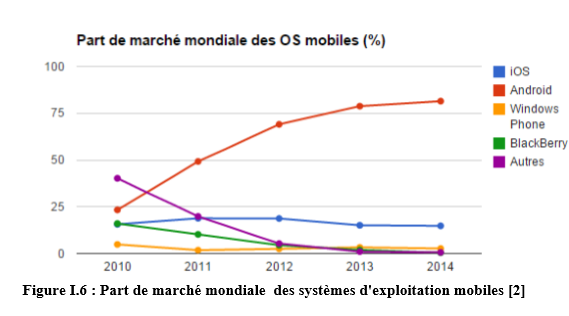 Part de marché mondiale des OS mobiles (%)
100
75
50
25
0
2010 2011 2012 2013 2014
iOS
Android
Windows
Phone
BlackBerry
Autres
Figure I.6 : Part de marché mondiale des systèmes d'exploitation mobiles [2]